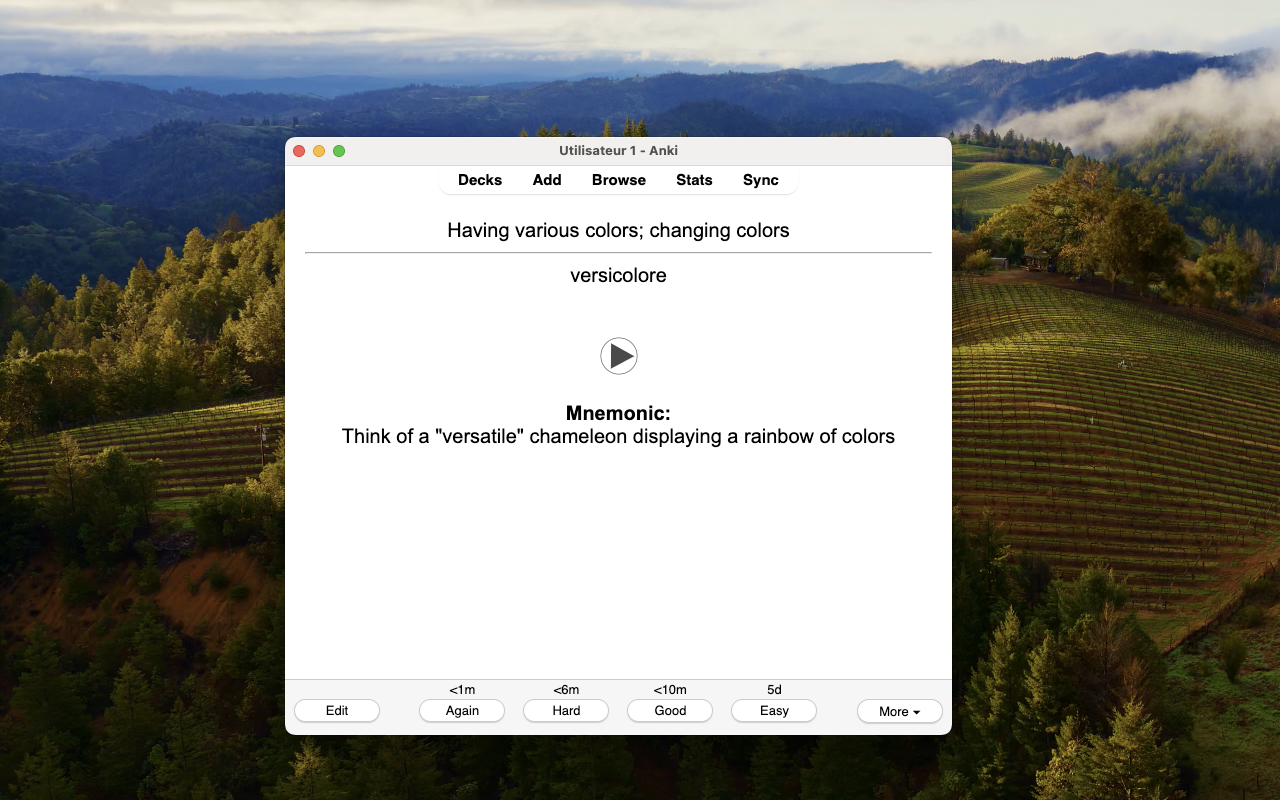 Utilisateur 1 - Anki
Decks Add Browse Stats Sync
Having various colors; changing colors
versicolore
Mnemonic:
Think of a "versatile" chameleon displaying a rainbow of colors
<1m <6m <10m 5d
Edit Again Hard Good Easy More